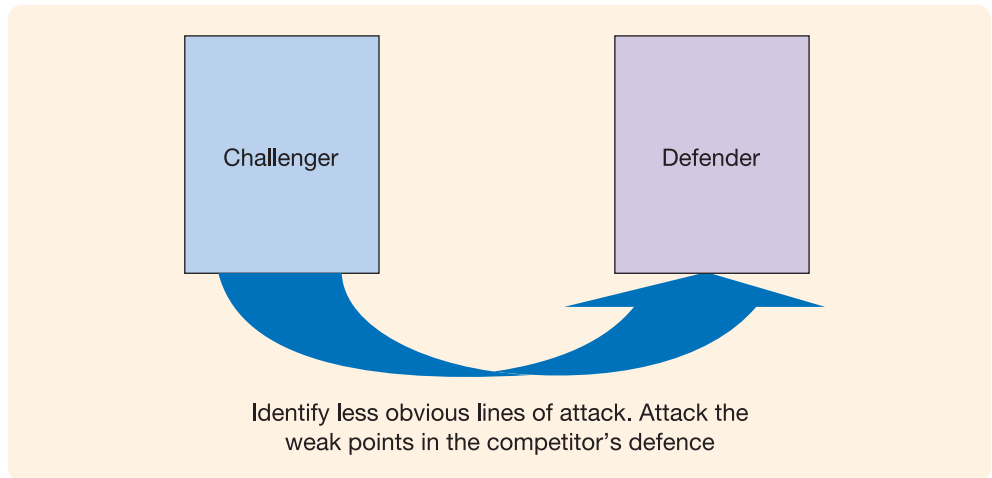 Challenger
Defender
Identify less obvious lines of attack. Attack the
weak points in the competitor’s defence